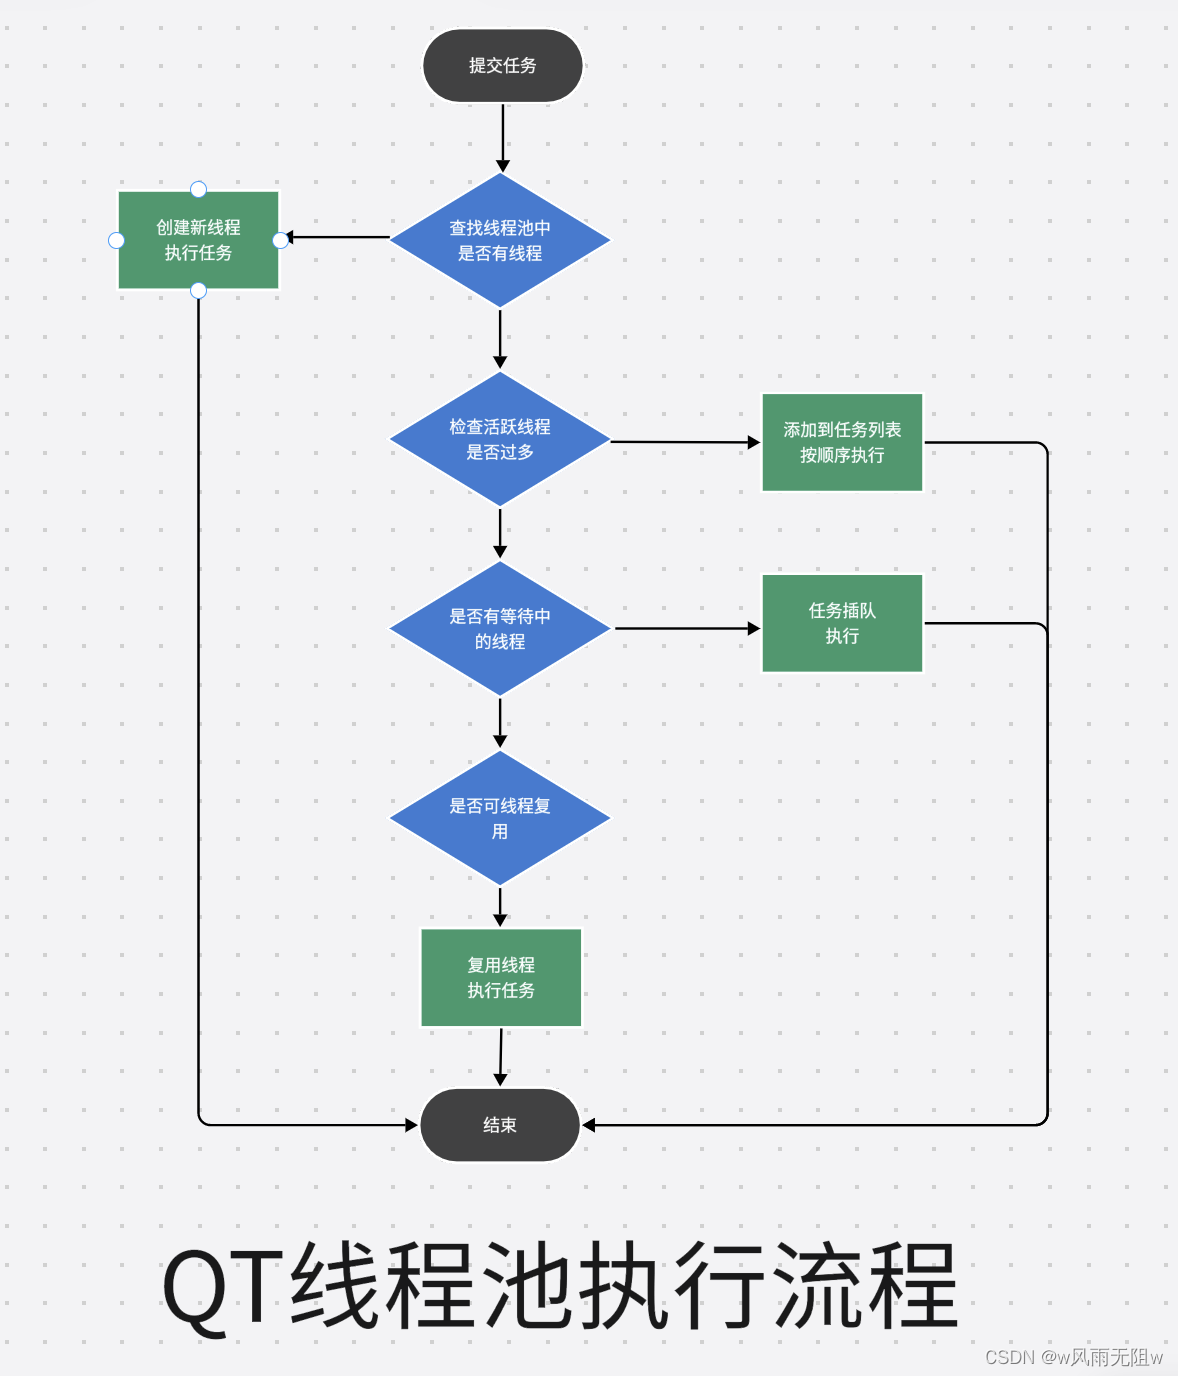 提交任务
创建新线程
执行任务
查找线程池中
是否有线程
检查活跃线程
是否过多
添加到任务列表
按顺序执行
是否有等待中
的线程
任务插队
执行
是否可线程复
用
复用线程
执行任务
结束
QT线程池执行流程
CSDN @w风雨无阻w